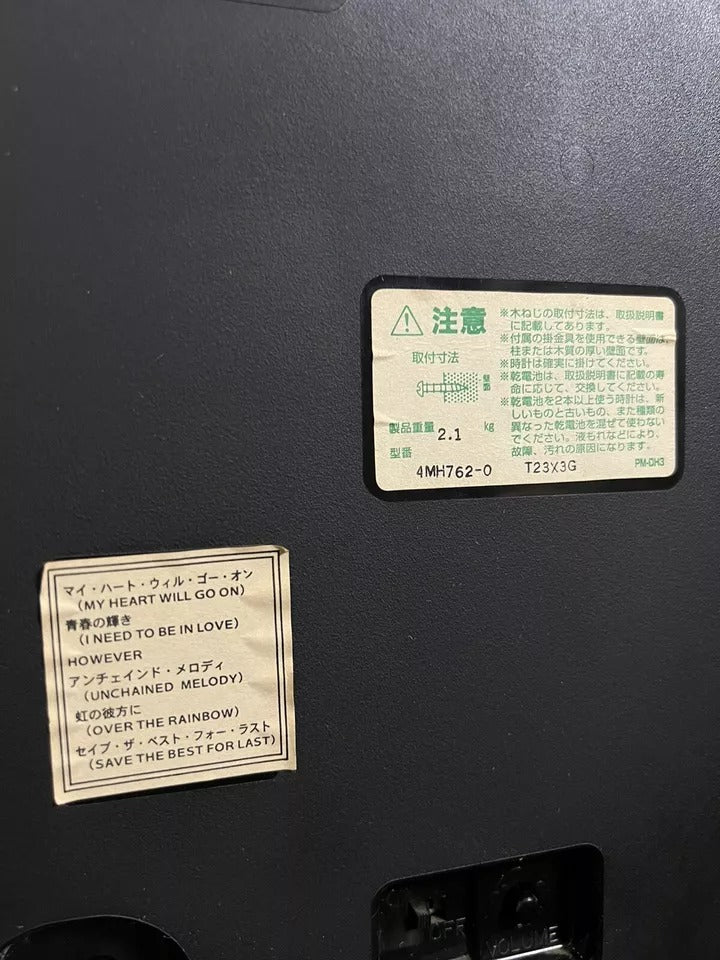 注意
取付寸法
壁面
製品重量 2.1 kg
型番
4MH762-0 T23X3G
※木ねじの取付寸法は、取扱説明書
に記載してあります。
※付属の掛金具を使用できる壁面は、
柱または木質の厚い壁面です。
※時計は確実に掛けてください。
※乾電池は、取扱説明書に記載の寿
命に応じて、交換してください。
※乾電池を2本以上使う時計は、新
しいものと古いもの、また種類の
異なった乾電池を混ぜて使わない
でください。液もれなどにより、
故障、汚れの原因になります。
PM-DH3
マイ・ハート・ウィル・ゴー・オン
(MY HEART WILL GO ON)
青春の輝き
(I NEED TO BE IN LOVE)
HOWEVER
アンチェインド・メロディ
(UNCHAINED MELODY)
虹の彼方に
(OVER THE RAINBOW)
セイブ・ザ・ベスト・フォー・ラスト
(SAVE THE BEST FOR LAST)
OFF
VOLUME